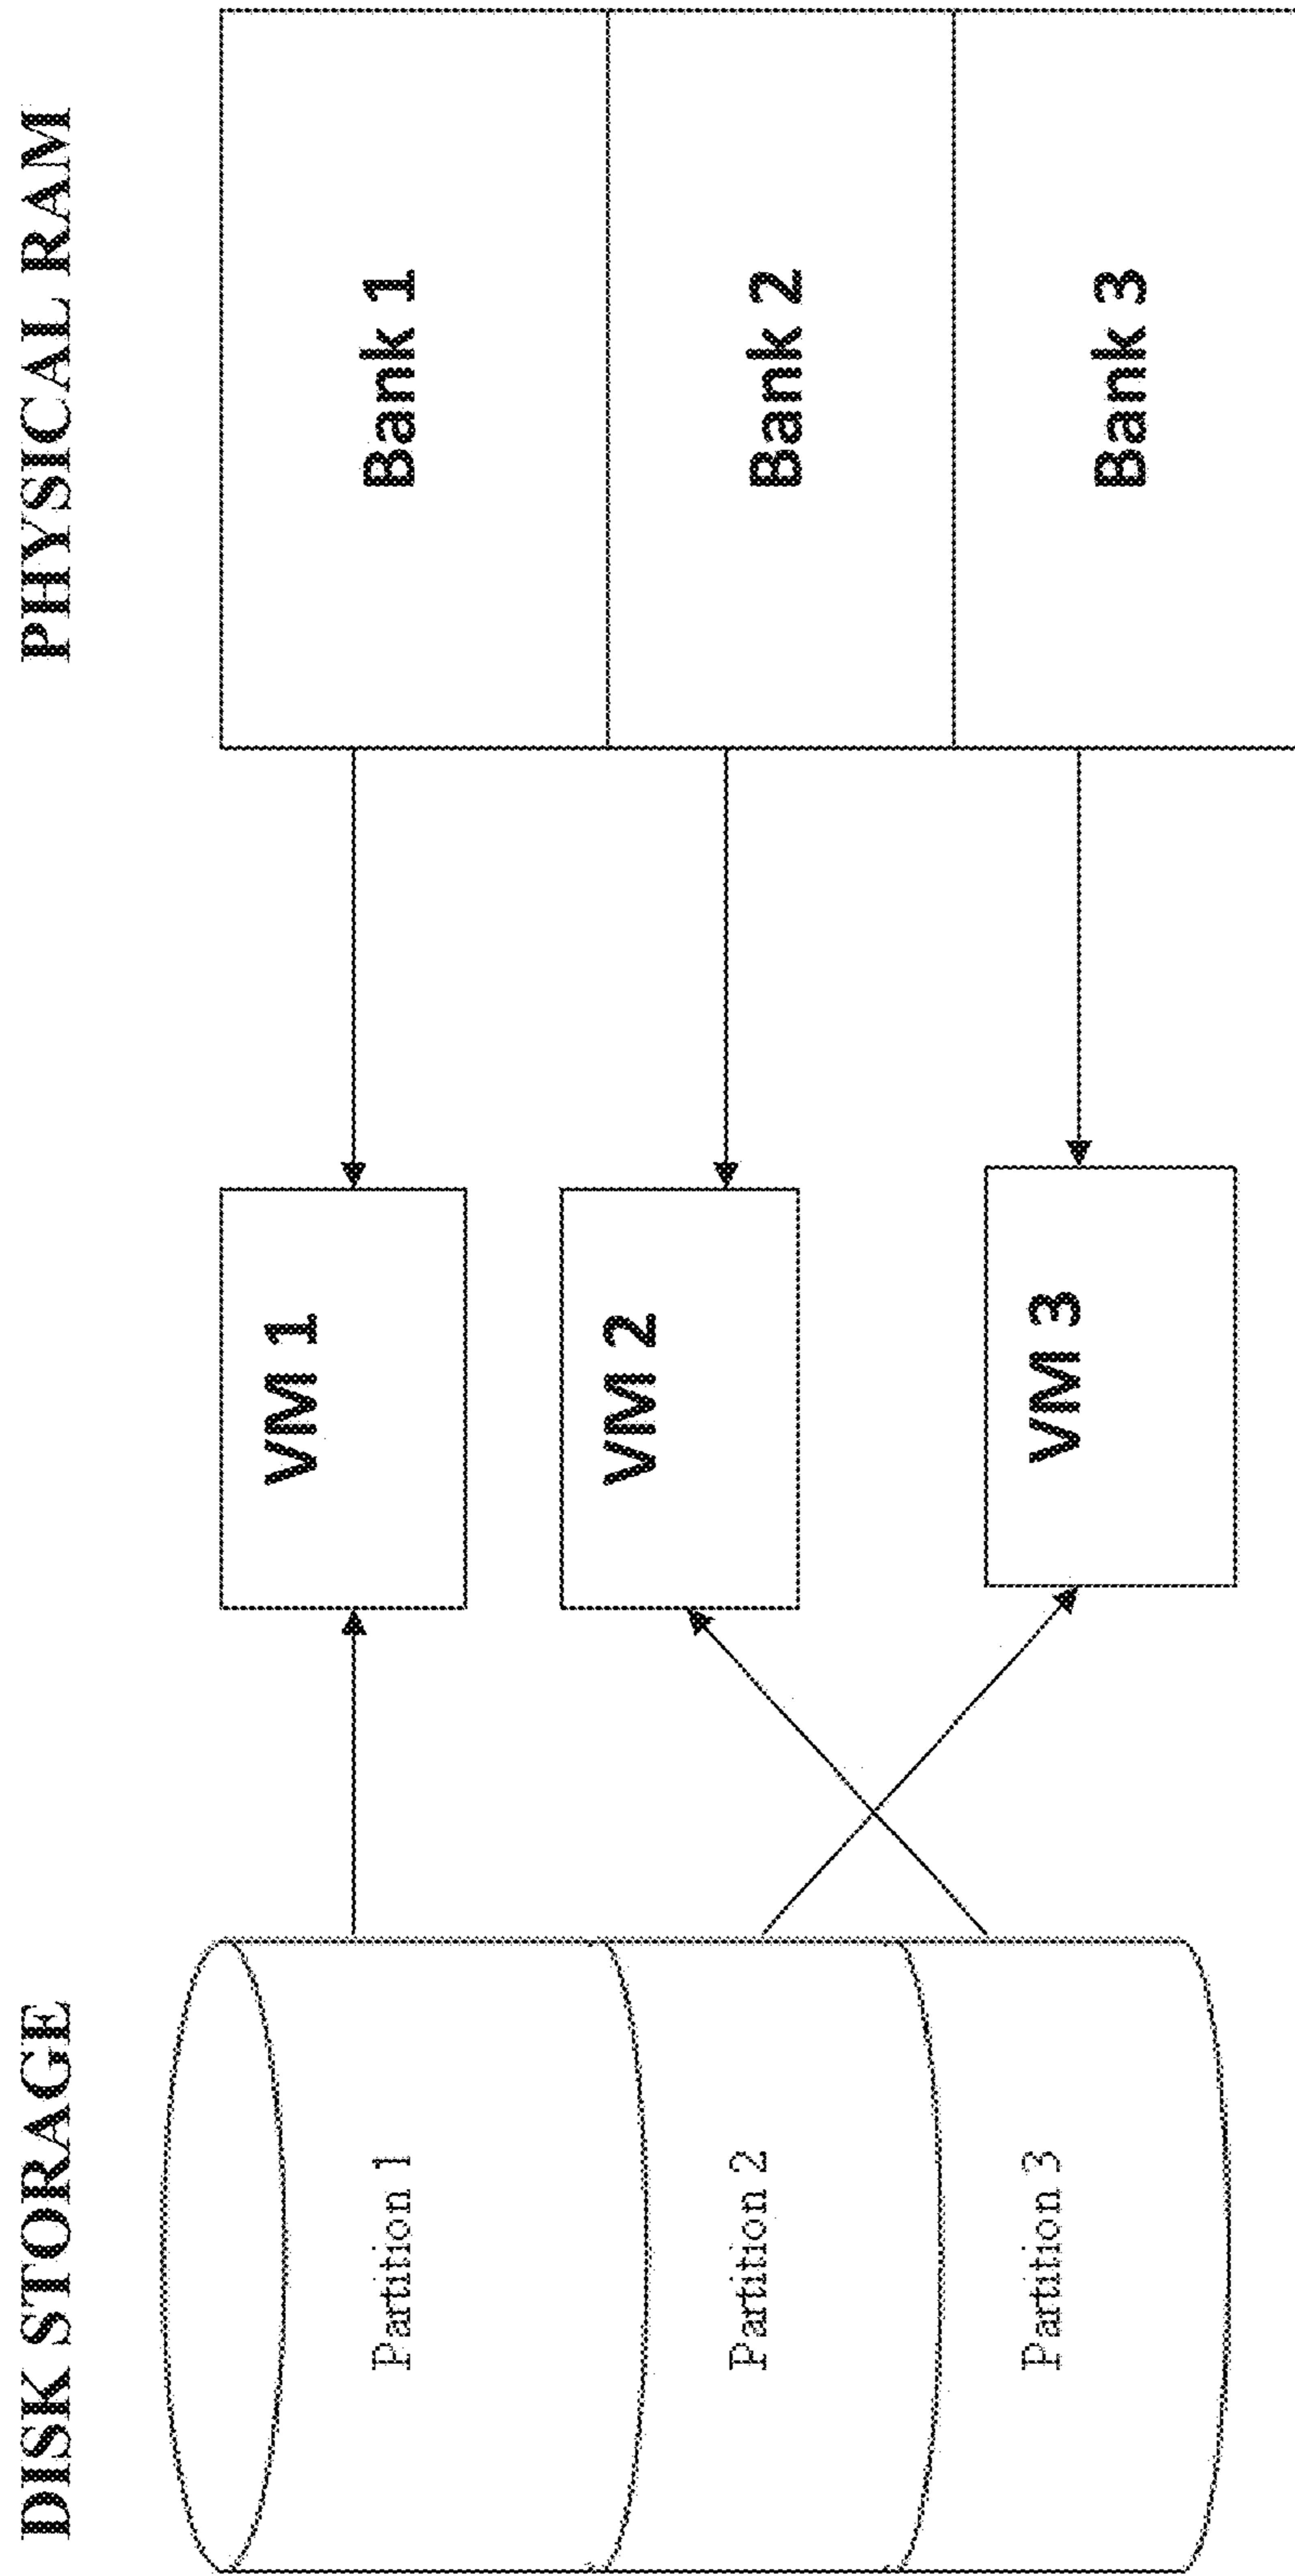 DISK STORAGE
PHYSICAL RAM
Partition 1
VM 1
Bank 1
Partition 2
VM 2
Bank 2
Partition 3
VM 3
Bank 3